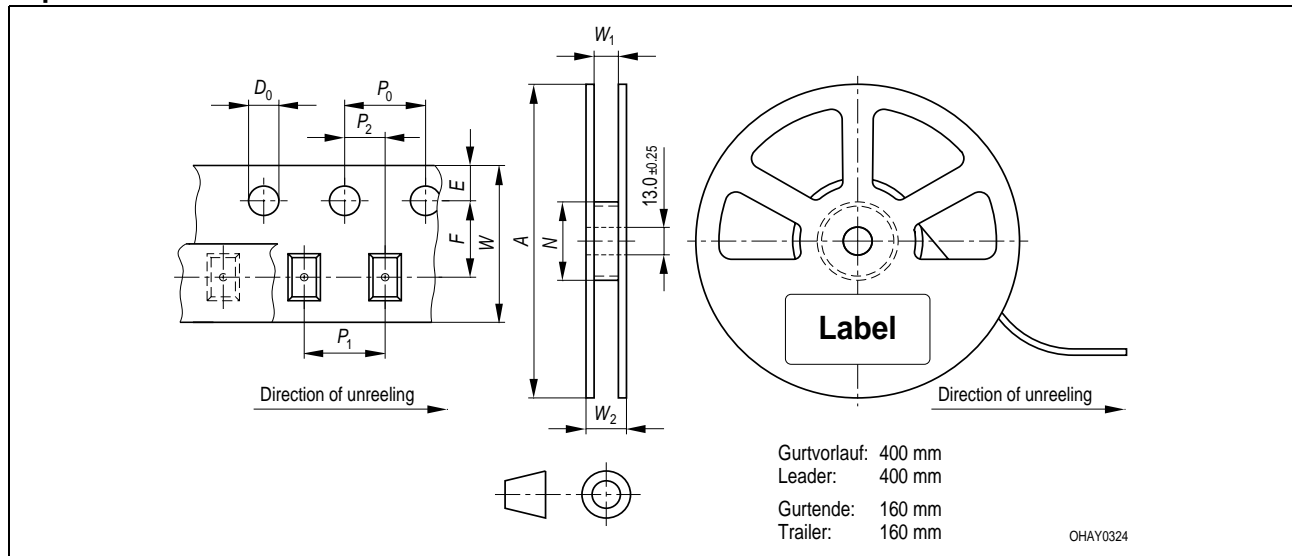 W₁
D₀
P₀
P₂
E
F
W
A
N
13.0 ±0.25
P₁
W₂
Label
Direction of unreeling
Direction of unreeling
Gurtvorlauf: 400 mm
Leader: 400 mm
Gurtende: 160 mm
Trailer: 160 mm
OHAY0324